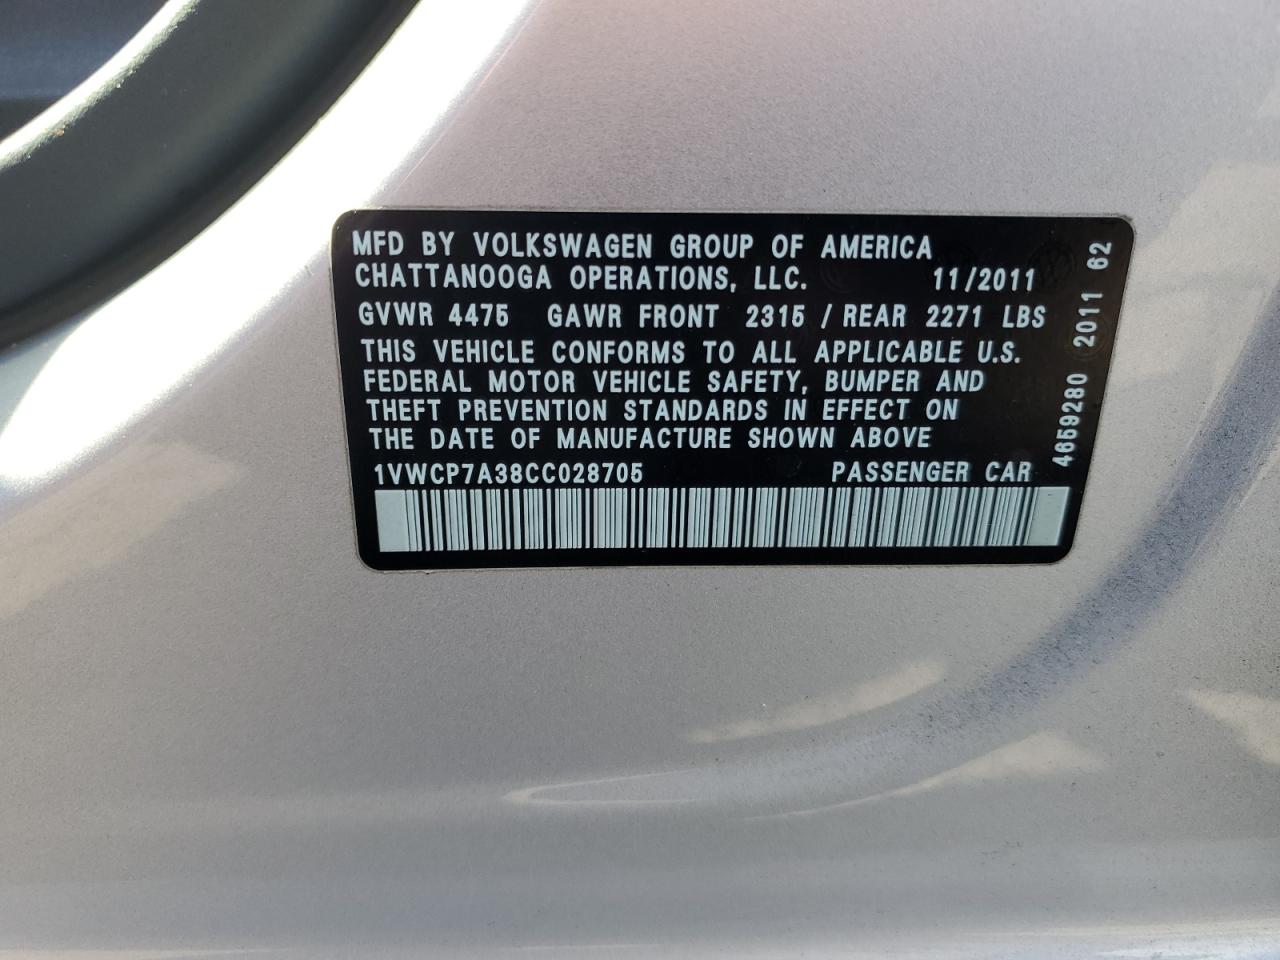 MFD BY VOLKSWAGEN GROUP OF AMERICA
CHATTANOOGA OPERATIONS, LLC. 11/2011
GVWR 4475 GAWR FRONT 2315 / REAR 2271 LBS
THIS VEHICLE CONFORMS TO ALL APPLICABLE U.S.
FEDERAL MOTOR VEHICLE SAFETY, BUMPER AND
THEFT PREVENTION STANDARDS IN EFFECT ON
THE DATE OF MANUFACTURE SHOWN ABOVE
1VWCP7A38CC028705 PASSENGER CAR
4659280 2011 62